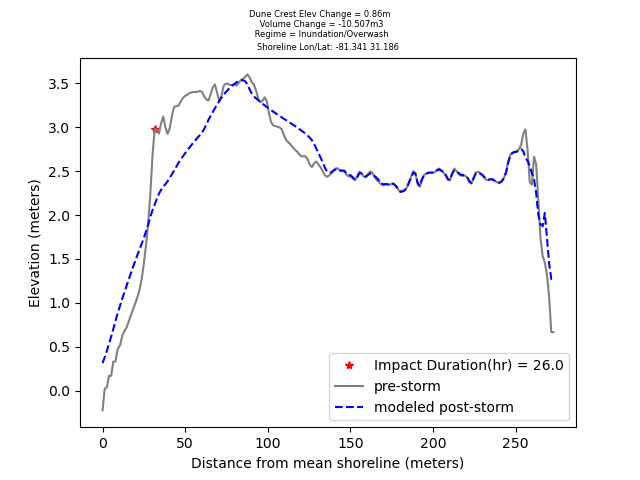 Dune Crest Elev Change = 0.86m
Volume Change = -10.507m3
Regime = Inundation/Overwash
Shoreline Lon/Lat: -81.341 31.186
3.5
3.0
2.5
2.0
1.5
1.0
0.5
0.0
Elevation (meters)
Impact Duration(hr) = 26.0
pre-storm
modeled post-storm
0 50 100 150 200 250
Distance from mean shoreline (meters)